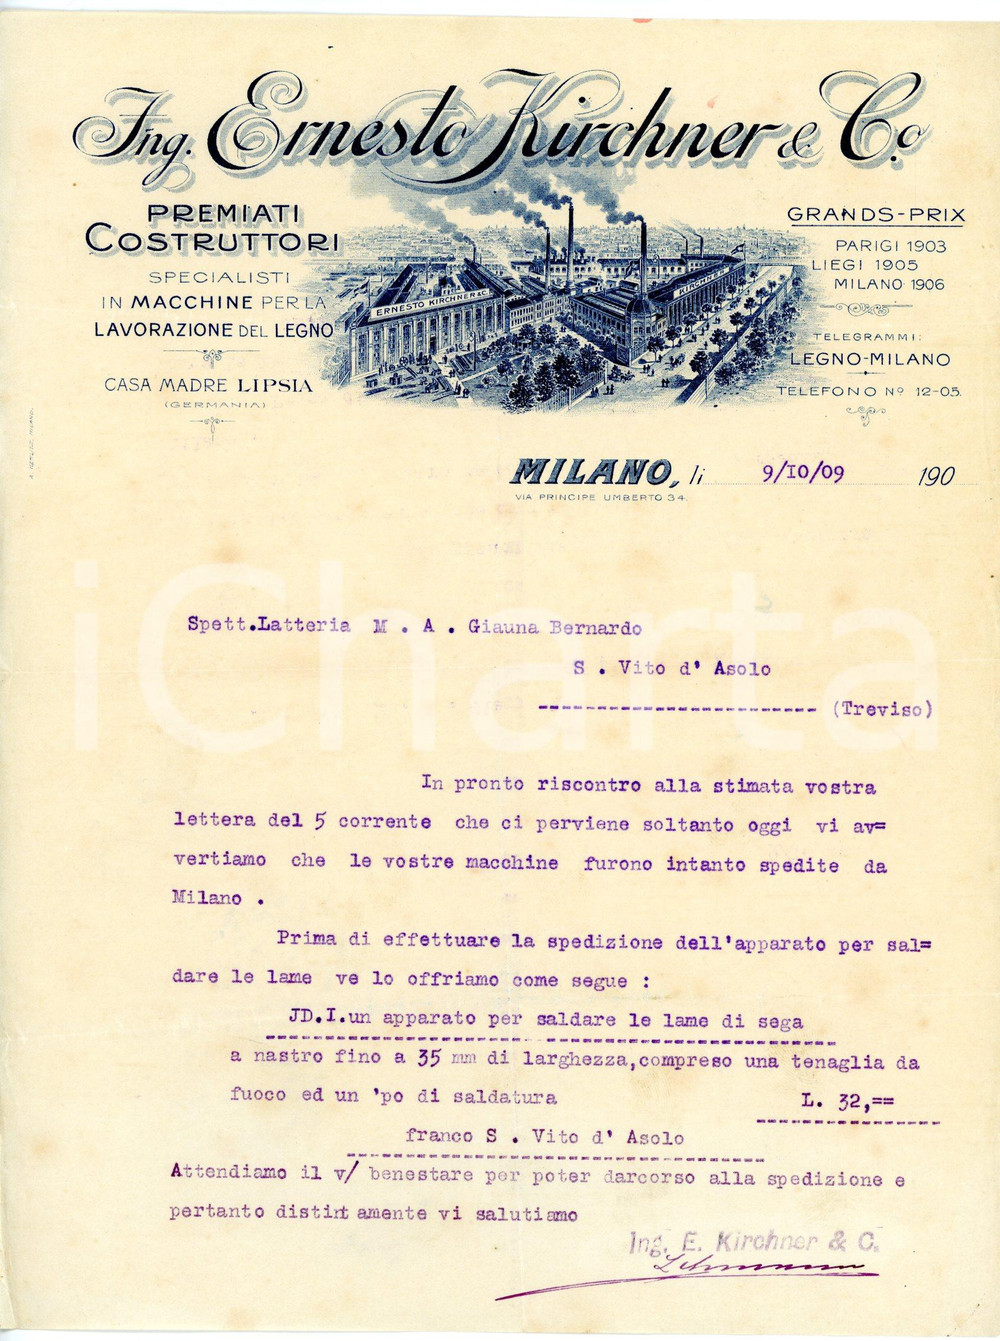 Ing. Ernesto Kirchner & Co.
PREMIATI
COSTRUTTORI
SPECIALISTI
IN MACCHINE PER LA
LAVORAZIONE DEL LEGNO
CASA MADRE LIPSIA
(GERMANIA)
ERNESTO KIRCHNER & C.
KIRCHNER
GRANDS-PRIX
PARIGI 1903
LIEGI 1905
MILANO 1906
TELEGRAMMI:
LEGNO-MILANO
TELEFONO Nº 12-05.
MILANO, li 9/10/09 190
VIA PRINCIPE UMBERTO 34.
iCharta
Spett.Latteria M . A . Giauna Bernardo
S . Vito d' Asolo
------------------------ (Treviso)
In pronto riscontro alla stimata vostra
lettera del 5 corrente che ci perviene soltanto oggi vi av=
vertiamo che le vostre macchine furono intanto spedite da
Milano .
Prima di effettuare la spedizione dell'apparato per sal=
dare le lame ve lo offriamo come segue :
JD.I.un apparato per saldare le lame di sega
a nastro fino a 35 mm di larghezza,compreso una tenaglia da
fuoco ed un 'po di saldatura L. 32,==
franco S . Vito d' Asolo
Attendiamo il v/ benestare per poter darcorso alla spedizione e
pertanto distint amente vi salutiamo
Ing. E. Kirchner & C.